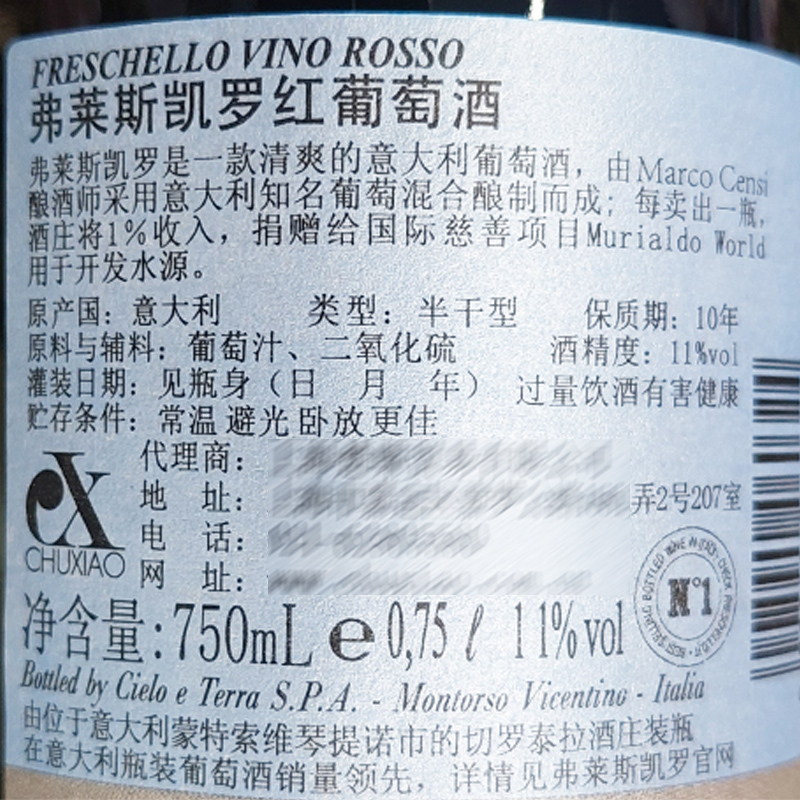 FRESCHELLO VINO ROSSO
弗莱斯凯罗红葡萄酒
弗莱斯凯罗是一款清爽的意大利葡萄酒，由Marco Censi
酿酒师采用意大利知名葡萄混合酿制而成；每卖出一瓶，
酒庄将1%收入，捐赠给国际慈善项目Murialdo World
用于开发水源。
原产国：意大利 类型：半干型 保质期：10年
原料与辅料：葡萄汁、二氧化硫 酒精度：11%vol
灌装日期：见瓶身（日 月 年） 过量饮酒有害健康
贮存条件：常温 避光 卧放更佳
CHUXIAO
代理商：
地 址： 弄2号207室
电 话：
网 址：
N°1
净含量：750mL e 0,75 ℓ 11% vol
Bottled by Cielo e Terra S.P.A. - Montorso Vicentino - Italia
由位于意大利蒙特索维琴提诺市的切罗泰拉酒庄装瓶
在意大利瓶装葡萄酒销量领先，详情见弗莱斯凯罗官网